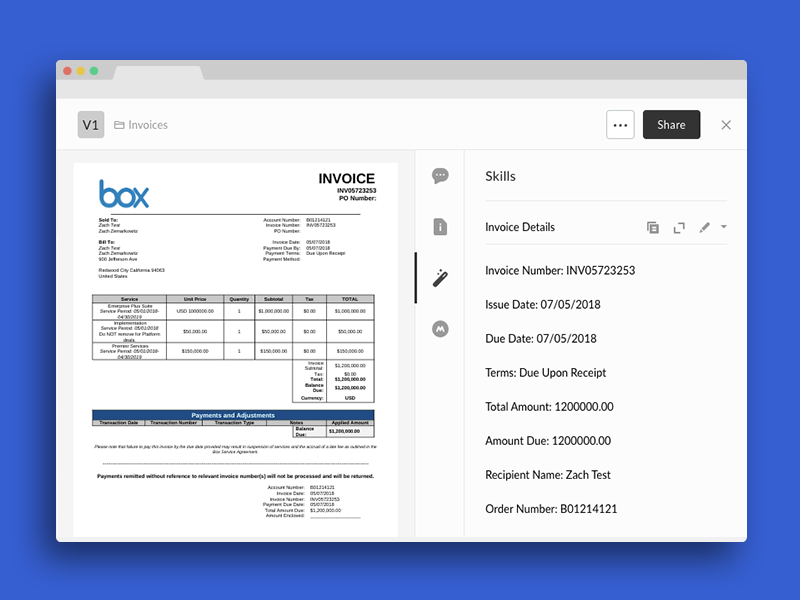 V1
Invoices
Share
box
INVOICE
INV05723253
PO Number:
Sold To:
Zach Test
Zach Zemarkowitz
Account Number: B01214121
Invoice Number: INV05723253
PO Number:
Bill To:
Zach Test
Zach Zemarkowitz
900 Jefferson Ave
Redwood City California 94063
United States
Invoice Date: 05/07/2018
Payment Due By: 05/07/2018
Payment Terms: Due Upon Receipt
Payment Method:
Service Unit Price Quantity Subtotal Tax TOTAL
Enterprise Plus Suite
Service Period: 05/01/2018-
04/30/2019
USD 1000000.00 1 $1,000,000.00 $0.00 $1,000,000.00
Implementation
Service Period: 05/01/2018
Do NOT remove for Platform
deals.
$50,000.00 1 $50,000.00 $0.00 $50,000.00
Premier Services
Service Period: 05/01/2018-
04/30/2019
$150,000.00 1 $150,000.00 $0.00 $150,000.00
Invoice
Subtotal: $1,200,000.00
Tax: $0.00
Total: $1,200,000.00
Balance
Due: $1,200,000.00
Currency: USD
Payments and Adjustments
Transaction Date Transaction Number Transaction Type Notes Applied Amount
Balance
Due: $1,200,000.00
Please note that failure to pay this invoice by the due date provided may result in suspension of services and the accrual of a late fee as outlined in the
Box Service Agreement.
Payments remitted without reference to relevant invoice number(s) will not be processed and will be returned.
Account Number: B01214121
Invoice Date: 05/07/2018
Invoice Number: INV05723253
Payment Due Date: 05/07/2018
Total Amount Due: $1,200,000.00
Amount Enclosed:
Skills
Invoice Details
Invoice Number: INV05723253
Issue Date: 07/05/2018
Due Date: 07/05/2018
Terms: Due Upon Receipt
Total Amount: 1200000.00
Amount Due: 1200000.00
Recipient Name: Zach Test
Order Number: B01214121